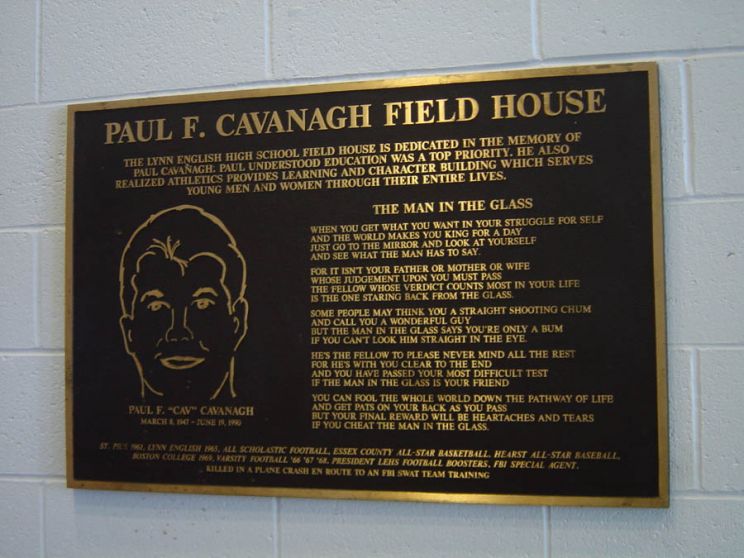 PAUL F. CAVANAGH FIELD HOUSE
THE LYNN ENGLISH HIGH SCHOOL FIELD HOUSE IS DEDICATED IN THE MEMORY OF
PAUL CAVANAGH. PAUL UNDERSTOOD EDUCATION WAS A TOP PRIORITY. HE ALSO
REALIZED ATHLETICS PROVIDES LEARNING AND CHARACTER BUILDING WHICH SERVES
YOUNG MEN AND WOMEN THROUGH THEIR ENTIRE LIVES.
THE MAN IN THE GLASS
WHEN YOU GET WHAT YOU WANT IN YOUR STRUGGLE FOR SELF
AND THE WORLD MAKES YOU KING FOR A DAY
JUST GO TO THE MIRROR AND LOOK AT YOURSELF
AND SEE WHAT THE MAN HAS TO SAY.
FOR IT ISN'T YOUR FATHER OR MOTHER OR WIFE
WHOSE JUDGEMENT UPON YOU MUST PASS
THE FELLOW WHOSE VERDICT COUNTS MOST IN YOUR LIFE
IS THE ONE STARING BACK FROM THE GLASS.
SOME PEOPLE MAY THINK YOU A STRAIGHT SHOOTING CHUM
AND CALL YOU A WONDERFUL GUY
BUT THE MAN IN THE GLASS SAYS YOU'RE ONLY A BUM
IF YOU CAN'T LOOK HIM STRAIGHT IN THE EYE.
HE'S THE FELLOW TO PLEASE NEVER MIND ALL THE REST
FOR HE'S WITH YOU CLEAR TO THE END
AND YOU HAVE PASSED YOUR MOST DIFFICULT TEST
IF THE MAN IN THE GLASS IS YOUR FRIEND
YOU CAN FOOL THE WHOLE WORLD DOWN THE PATHWAY OF LIFE
AND GET PATS ON YOUR BACK AS YOU PASS
BUT YOUR FINAL REWARD WILL BE HEARTACHES AND TEARS
IF YOU CHEAT THE MAN IN THE GLASS.
PAUL F. "CAV" CAVANAGH
MARCH 8, 1947 - JUNE 19, 1990
ST. PIUS 1961, LYNN ENGLISH 1965, ALL SCHOLASTIC FOOTBALL, ESSEX COUNTY ALL-STAR BASKETBALL, HEARST ALL-STAR BASEBALL,
BOSTON COLLEGE 1969, VARSITY FOOTBALL '66 '67 '68, PRESIDENT LEHS FOOTBALL BOOSTERS, FBI SPECIAL AGENT,
KILLED IN A PLANE CRASH EN ROUTE TO AN FBI SWAT TEAM TRAINING